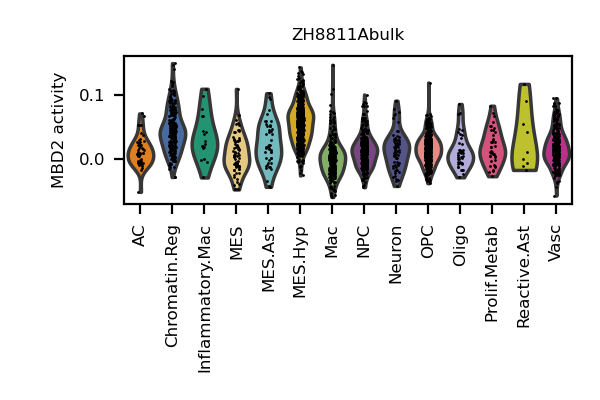 ZH8811Abulk
MBD2 activity
0.1
0.0
AC
Chromatin.Reg
Inflammatory.Mac
MES
MES.Ast
MES.Hyp
Mac
NPC
Neuron
OPC
Oligo
Prolif.Metab
Reactive.Ast
Vasc